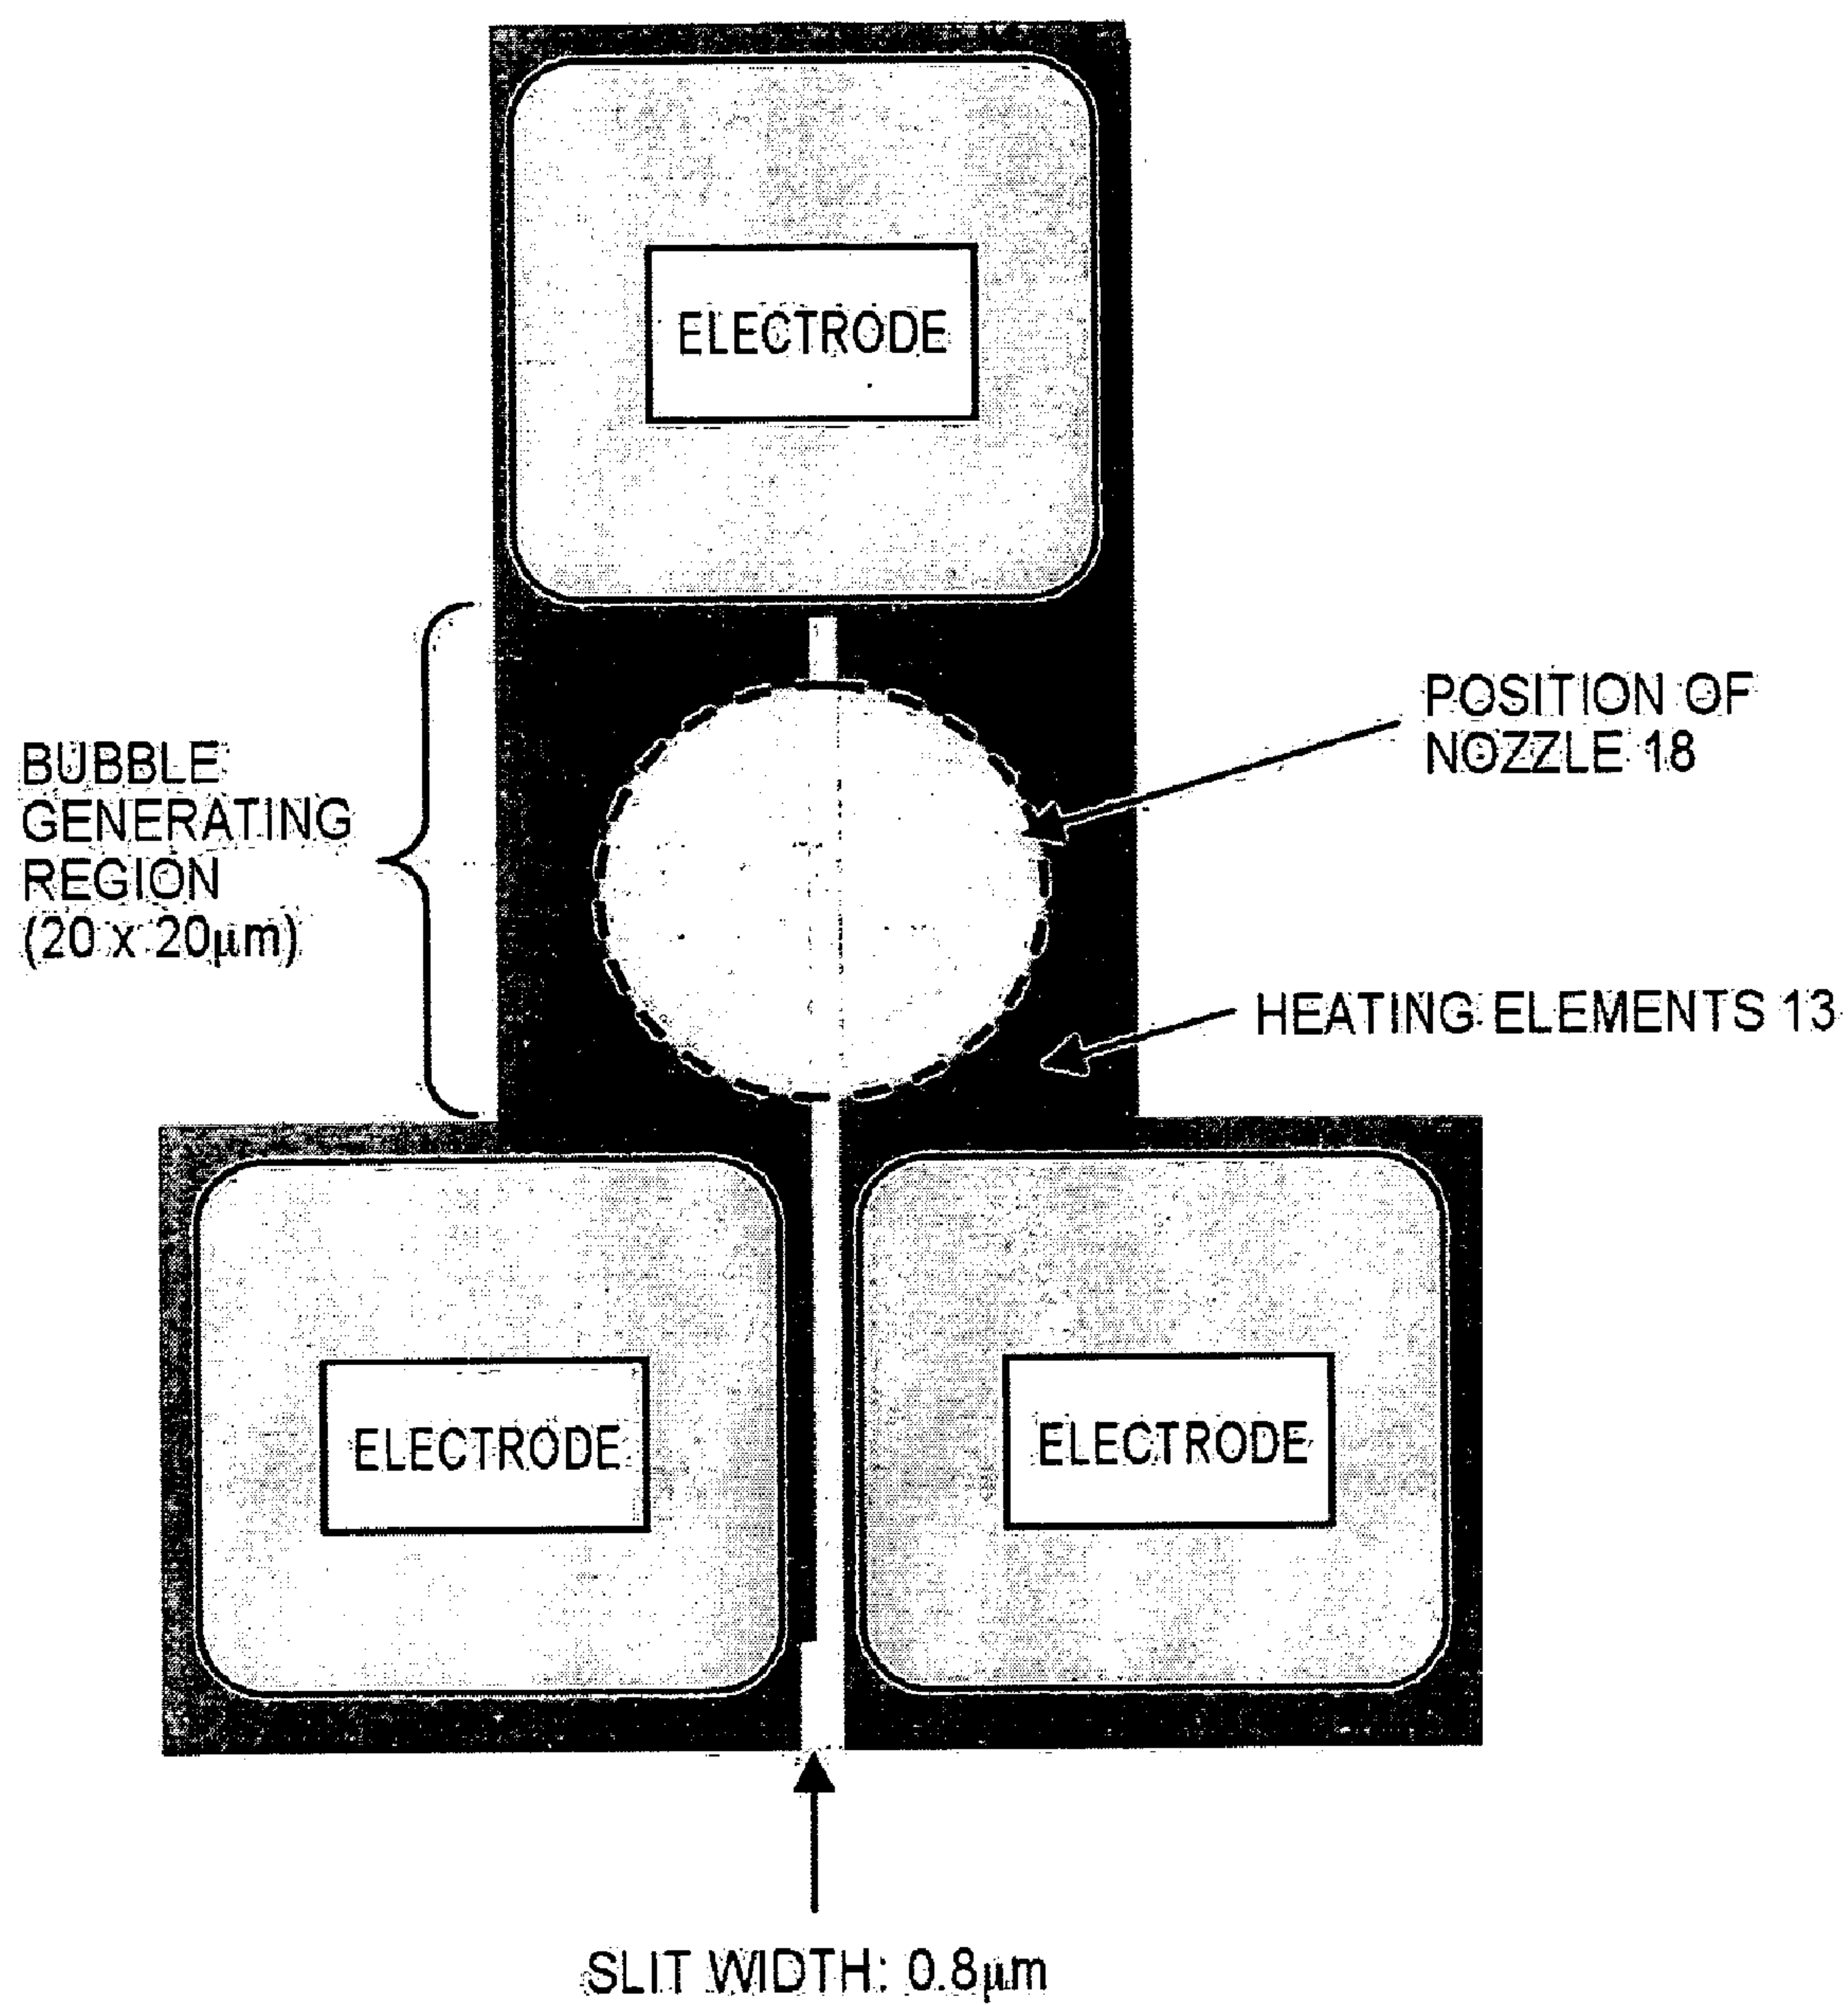 ELECTRODE
POSITION OF
NOZZLE 18
BUBBLE
GENERATING
REGION
(20 x 20μm)
HEATING ELEMENTS 13
ELECTRODE
ELECTRODE
SLIT WIDTH: 0.8μm